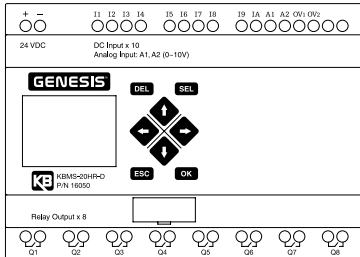 + − I1 I2 I3 I4 I5 I6 I7 I8 I9 IA A1 A2 OV1 OV2
24 VDC
DC Input x 10
Analog Input: A1, A2 (0-10V)
GENESIS
DEL SEL
ESC OK
KB
KBMS-20HR-D
P/N 16050
Relay Output x 8
Q1 Q2 Q3 Q4 Q5 Q6 Q7 Q8